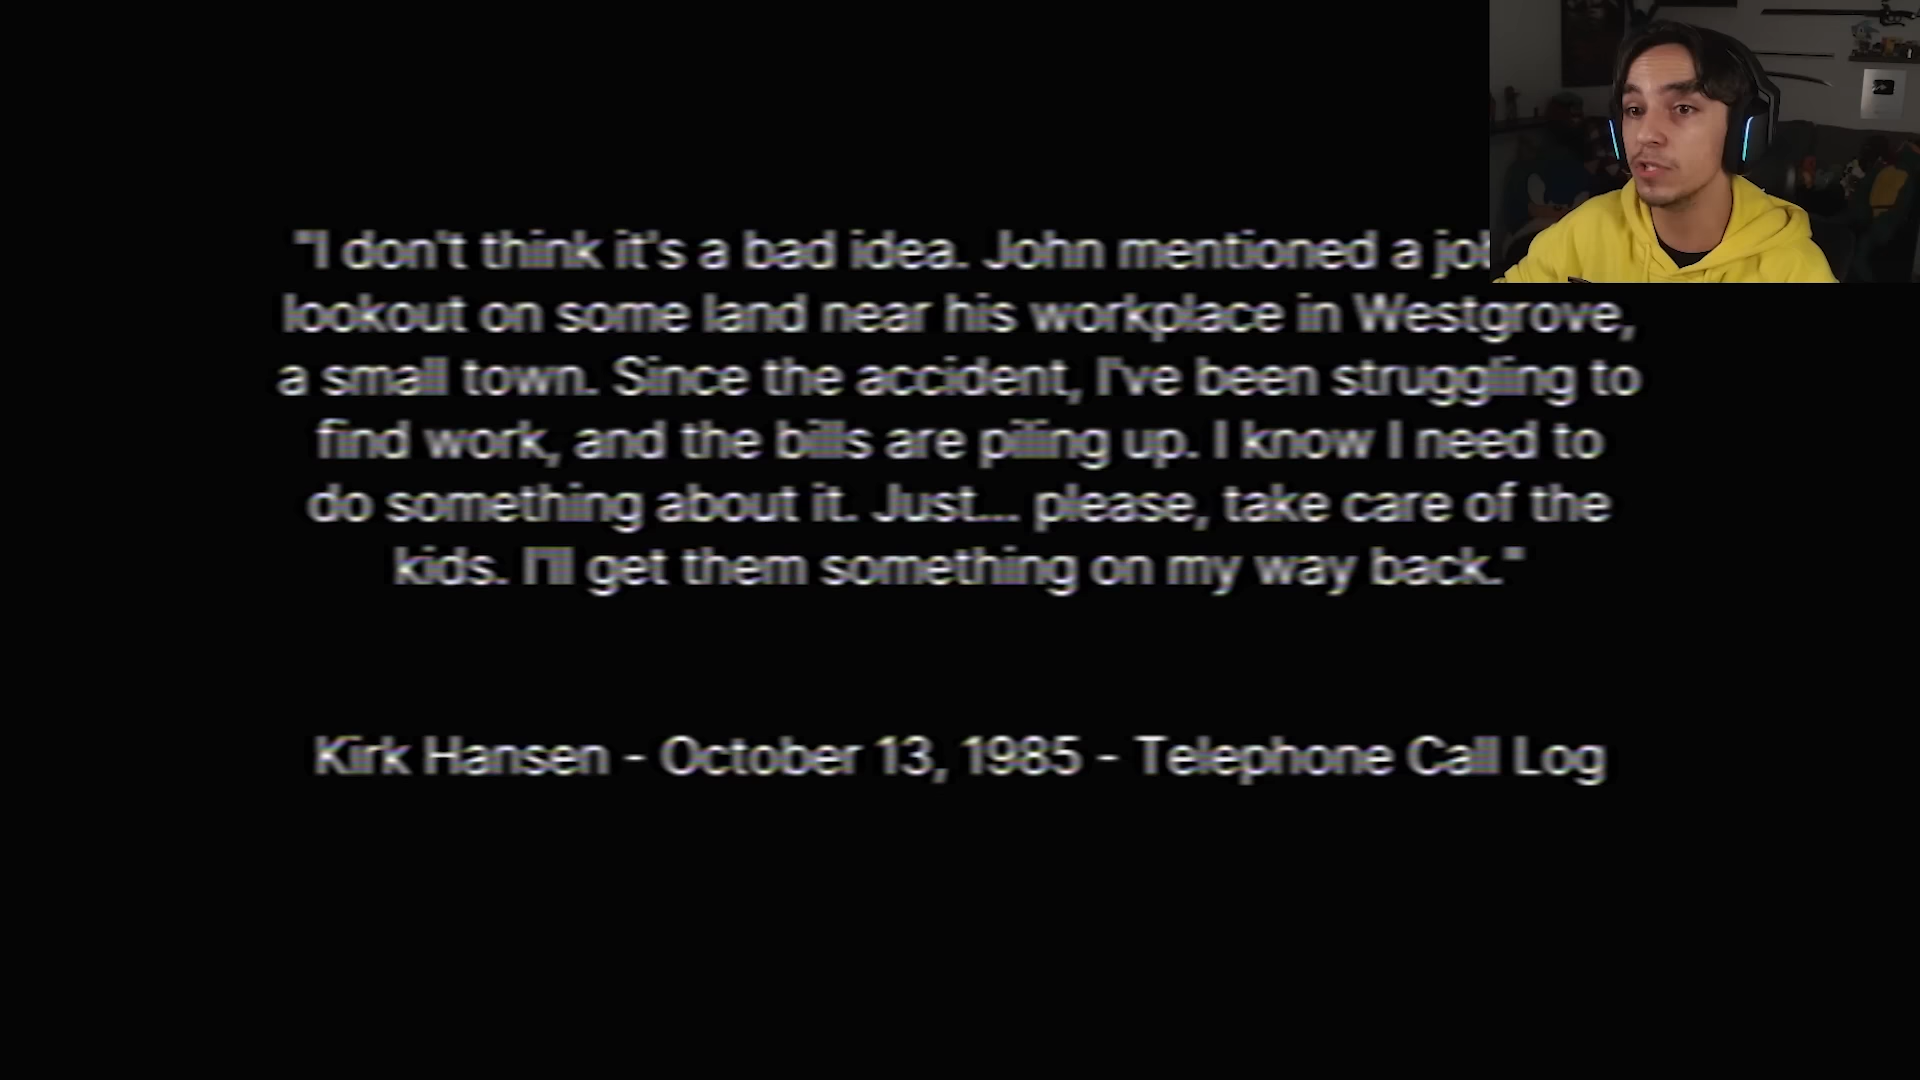 "I don't think it's a bad idea. John mentioned a
lookout on some land near his workplace in Westgrove,
a small town. Since the accident, I've been struggling to
find work, and the bills are piling up. I know I need to
do something about it. Just... please, take care of the
kids. I'll get them something on my way back."
Kirk Hansen - October 13, 1985 - Telephone Call Log